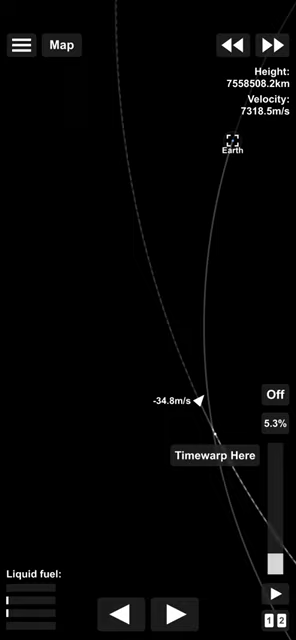 Map
Height:
7558508.2km
Velocity:
7318.5m/s
Earth
-34.8m/s
Off
5.3%
Timewarp Here
Liquid fuel:
1 2